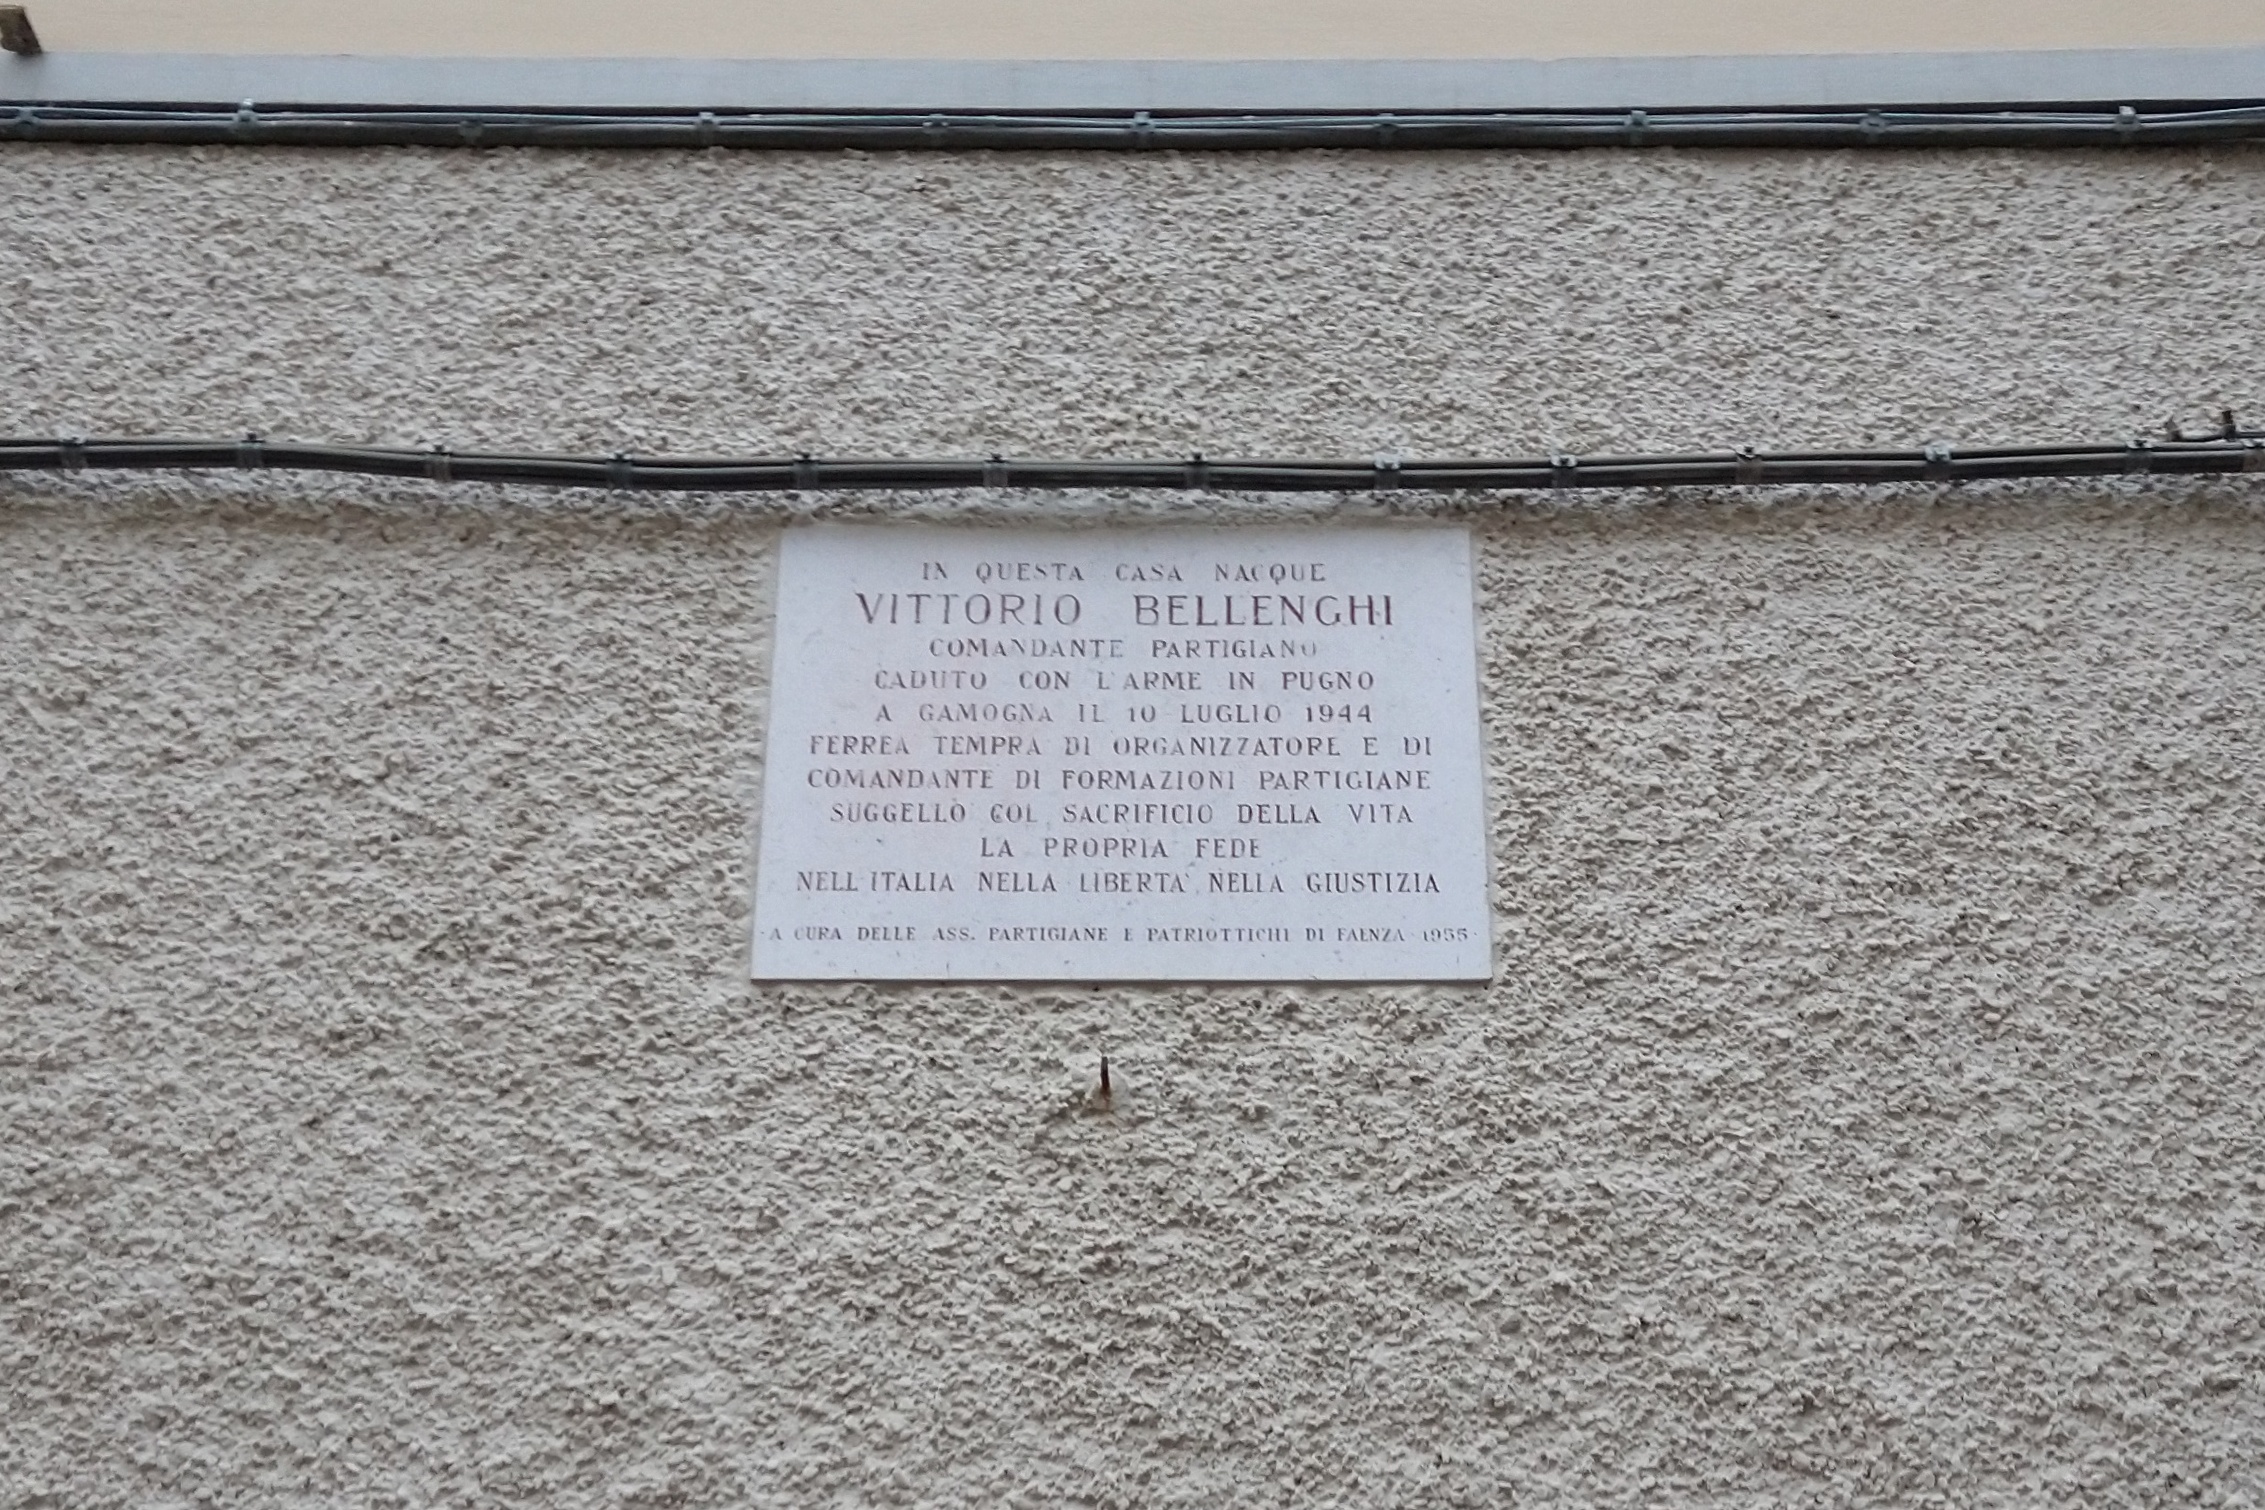 IN QUESTA CASA NACQUE
VITTORIO BELLENGHI
COMANDANTE PARTIGIANO
CADUTO CON L'ARME IN PUGNO
A GAMOGNA IL 10 LUGLIO 1944
FERREA TEMPRA DI ORGANIZZATORE E DI
COMANDANTE DI FORMAZIONI PARTIGIANE
SUGGELLÒ COL SACRIFICIO DELLA VITA
LA PROPRIA FEDE
NELL'ITALIA NELLA LIBERTA' NELLA GIUSTIZIA
·A CURA DELLE ASS. PARTIGIANE E PATRIOTTICHI DI FAENZA·1955·